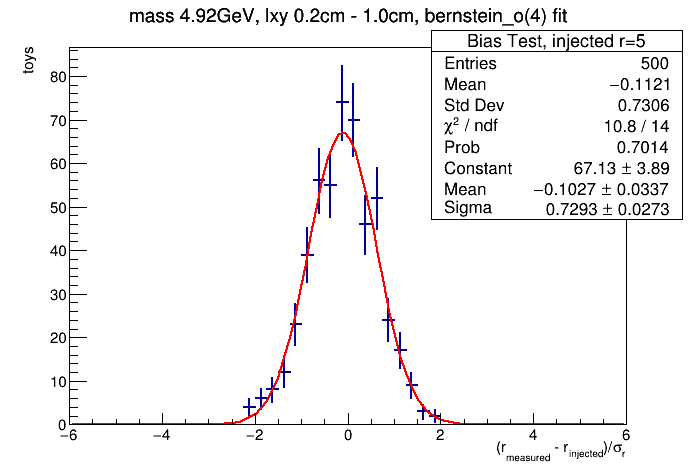 mass 4.92GeV, lxy 0.2cm - 1.0cm, bernstein_o(4) fit
toys
Bias Test, injected r=5
Entries 500
Mean −0.1121
Std Dev 0.7306
χ² / ndf 10.8 / 14
Prob 0.7014
Constant 67.13 ± 3.89
Mean −0.1027 ± 0.0337
Sigma 0.7293 ± 0.0273
80
70
60
50
40
30
20
10
0
−6 −4 −2 0 2 4 6
(r_measured - r_injected)/σ_r